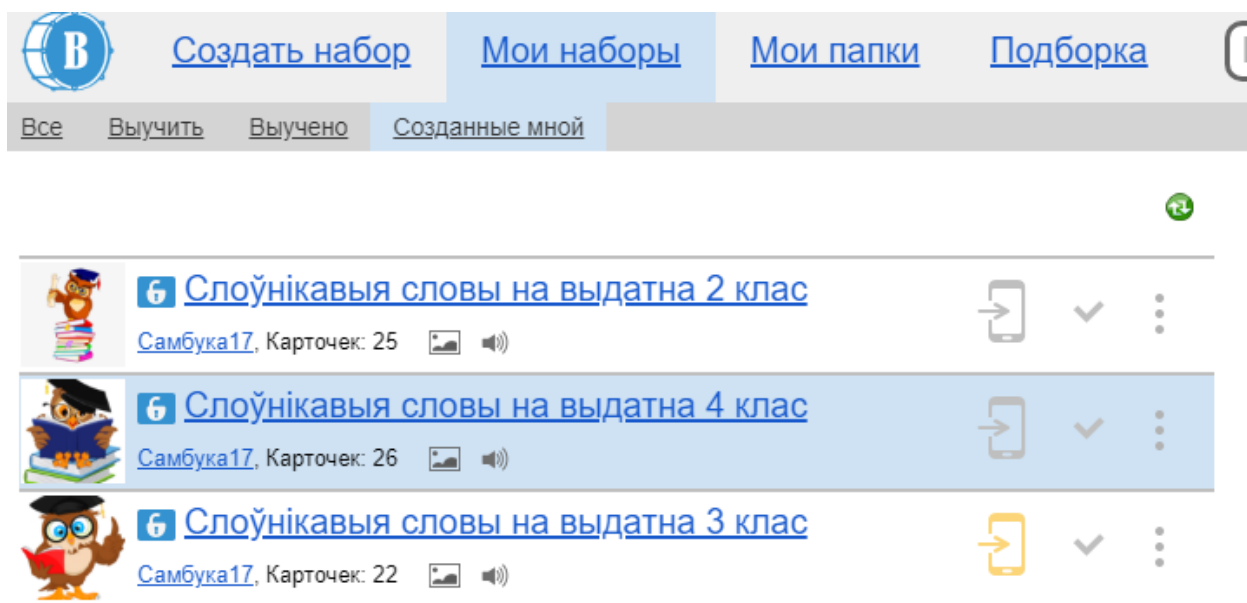 B Создать набор Мои наборы Мои папки Подборка
Все Выучить Выучено Созданные мной
Слоўнікавыя словы на выдатна 2 клас
Самбука17, Карточек: 25
Слоўнікавыя словы на выдатна 4 клас
Самбука17, Карточек: 26
Слоўнікавыя словы на выдатна 3 клас
Самбука17, Карточек: 22